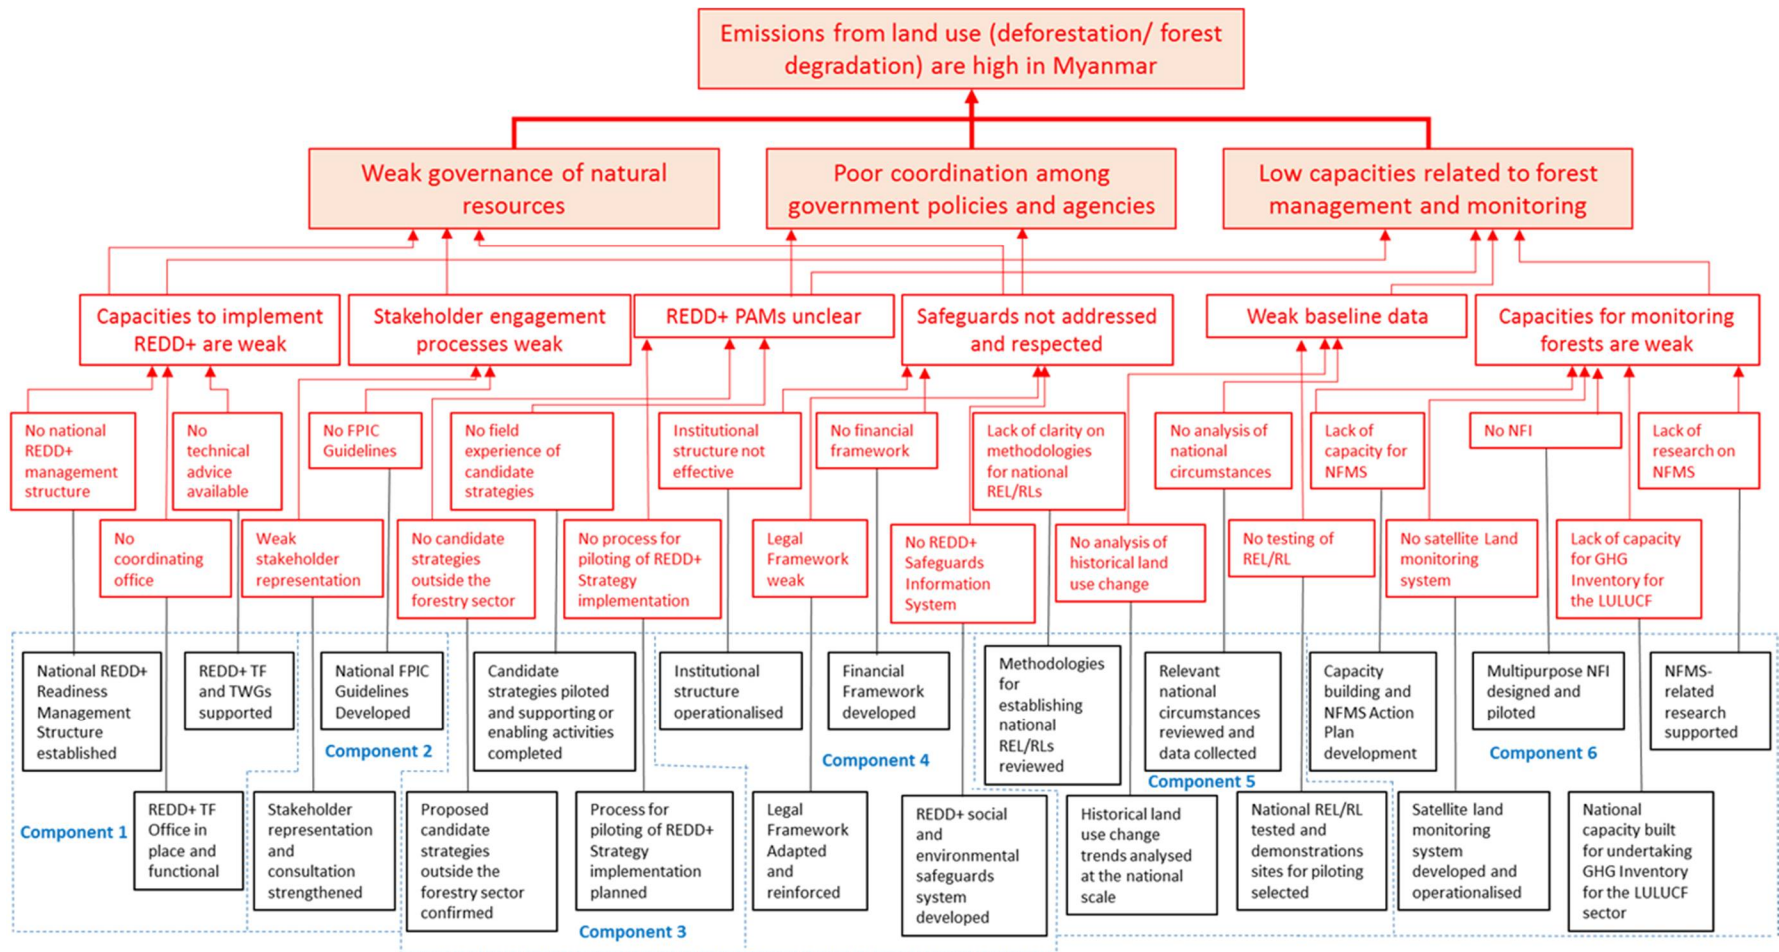 Emissions from land use (deforestation/ forest
degradation) are high in Myanmar
Weak governance of natural
resources
Poor coordination among
government policies and agencies
Low capacities related to forest
management and monitoring
Capacities to implement
REDD+ are weak
Stakeholder engagement
processes weak
REDD+ PAMs unclear
Safeguards not addressed
and respected
Weak baseline data
Capacities for monitoring
forests are weak
No national
REDD+
management
structure
No
technical
advice
available
No FPIC
Guidelines
No field
experience of
candidate
strategies
Institutional
structure not
effective
No financial
framework
Lack of clarity on
methodologies
for national
REL/RLs
No analysis of
national
circumstances
Lack of
capacity for
NFMS
No NFI
Lack of
research on
NFMS
No
coordinating
office
Weak
stakeholder
representation
No candidate
strategies
outside the
forestry sector
No process for
piloting of REDD+
Strategy
implementation
Legal
Framework
weak
No REDD+
Safeguards
Information
System
No analysis of
historical land
use change
No testing of
REL/RL
No satellite Land
monitoring
system
Lack of capacity
for GHG
Inventory for
the LULUCF
National REDD+
Readiness
Management
Structure
established
REDD+ TF
and TWGs
supported
National FPIC
Guidelines
Developed
Candidate
strategies piloted
and supporting or
enabling activities
completed
Institutional
structure
operationalised
Financial
Framework
developed
Methodologies
for
establishing
national
REL/RLs
reviewed
Relevant
national
circumstances
reviewed and
data collected
Capacity
building and
NFMS Action
Plan
development
Multipurpose NFI
designed and
piloted
NFMS-
related
research
supported
Component 2
Component 4
Component 5
Component 6
Component 1
REDD+ TF
Office in
place and
functional
Stakeholder
representation
and
consultation
strengthened
Proposed
candidate
strategies
outside the
forestry sector
confirmed
Process for
piloting of REDD+
Strategy
implementation
planned
Legal
Framework
Adapted
and
reinforced
REDD+ social
and
environmental
safeguards
system
developed
Historical land
use change
trends analysed
at the national
scale
National REL/RL
tested and
demonstrations
sites for piloting
selected
Satellite land
monitoring
system
developed and
operationalised
National
capacity built
for undertaking
GHG Inventory
for the LULUCF
sector
Component 3